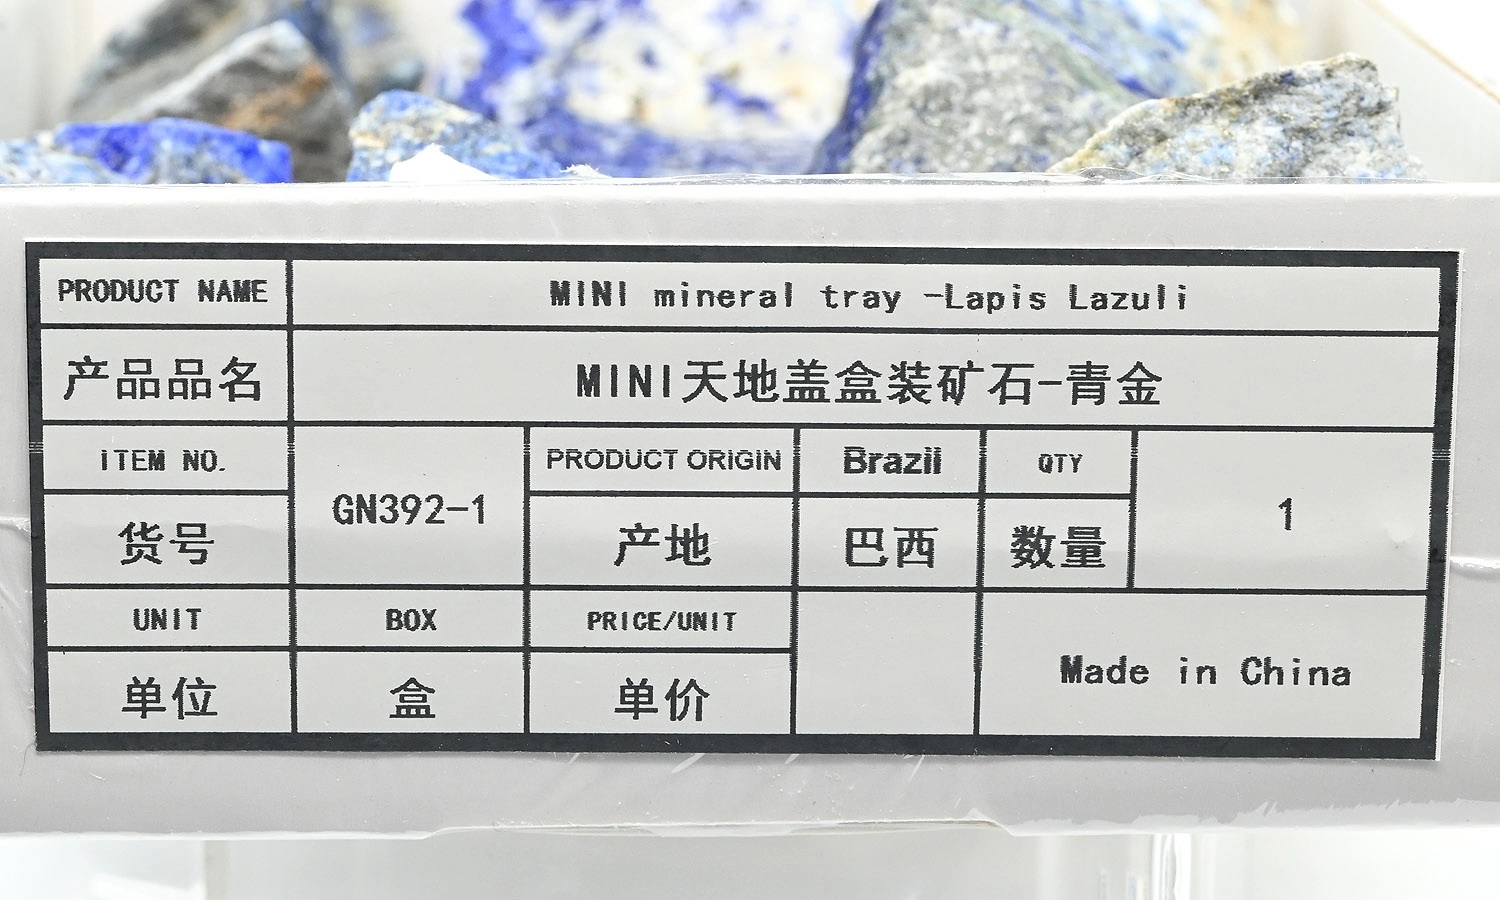 PRODUCT NAME MINI mineral tray -Lapis Lazuli
产品品名 MINI天地盖盒装矿石-青金
ITEM NO. GN392-1 PRODUCT ORIGIN Brazil QTY 1
货号 产地 巴西 数量
UNIT BOX PRICE/UNIT Made in China
单位 盒 单价